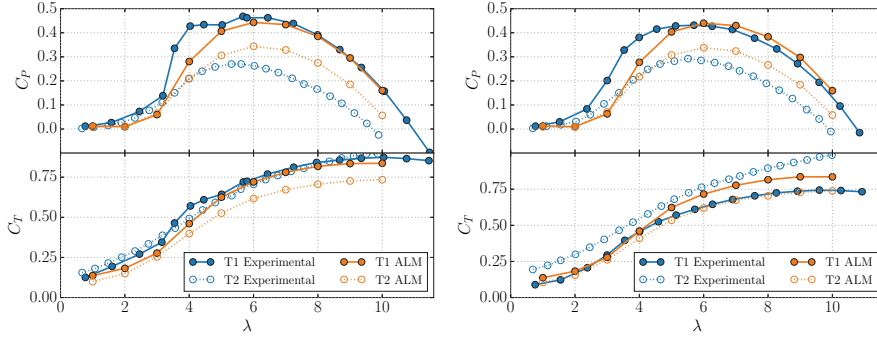 0.5
0.4
0.3
0.2
0.1
0.0
C_P
0.75
0.50
0.25
0.00
C_T
T1 Experimental
T2 Experimental
T1 ALM
T2 ALM
0 2 4 6 8 10
λ
0.5
0.4
0.3
0.2
0.1
0.0
C_P
1.00
0.75
0.50
0.25
0.00
C_T
T1 Experimental
T2 Experimental
T1 ALM
T2 ALM
0 2 4 6 8 10
λ